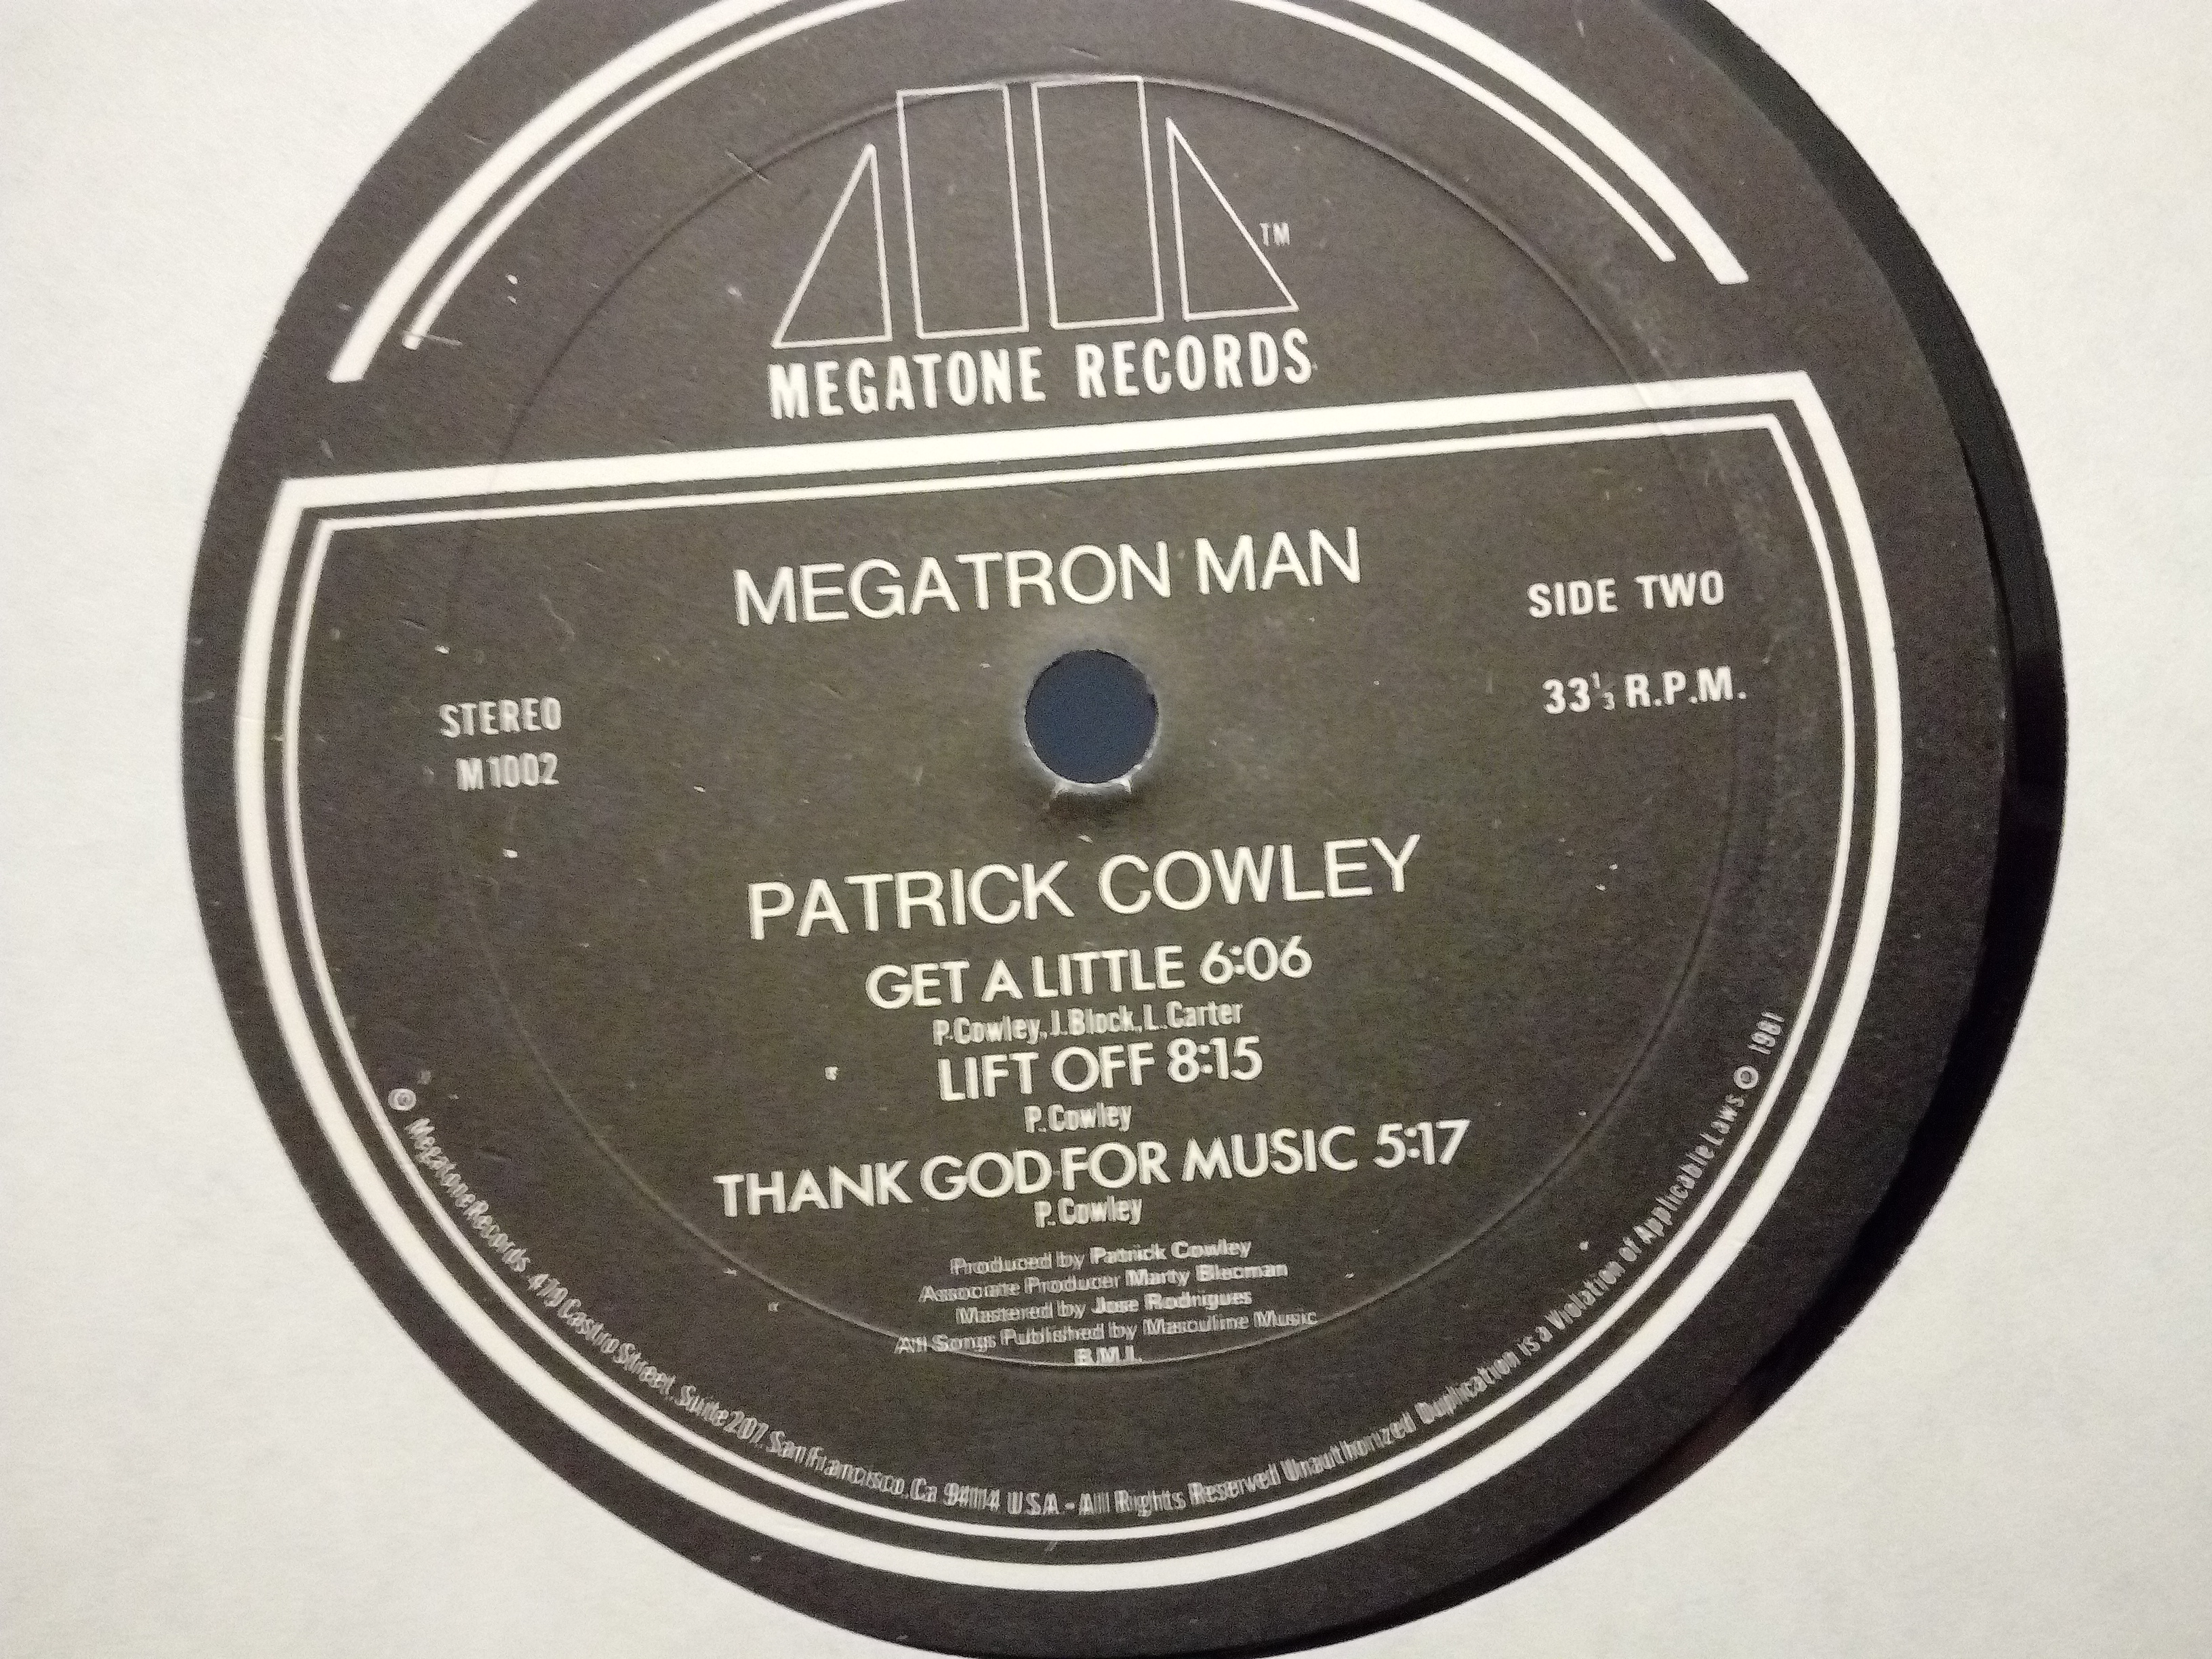 TM
MEGATONE RECORDS
MEGATRON MAN
SIDE TWO
33⅓ R.P.M.
STEREO
M1002
PATRICK COWLEY
GET A LITTLE 6:06
P. Cowley, J. Block, L. Carter
LIFT OFF 8:15
P. Cowley
THANK GOD FOR MUSIC 5:17
P. Cowley
Produced by Patrick Cowley
Associate Producer Marty Blecman
Mastered by Jose Rodrigues
All Songs Published by Masculine Music
B.M.I.
© Megatone Records 479 Castro Street, Suite 207, San Francisco, Ca 94114 U.S.A. - All Rights Reserved Unauthorized Duplication is a Violation of Applicable Laws ℗ 1981